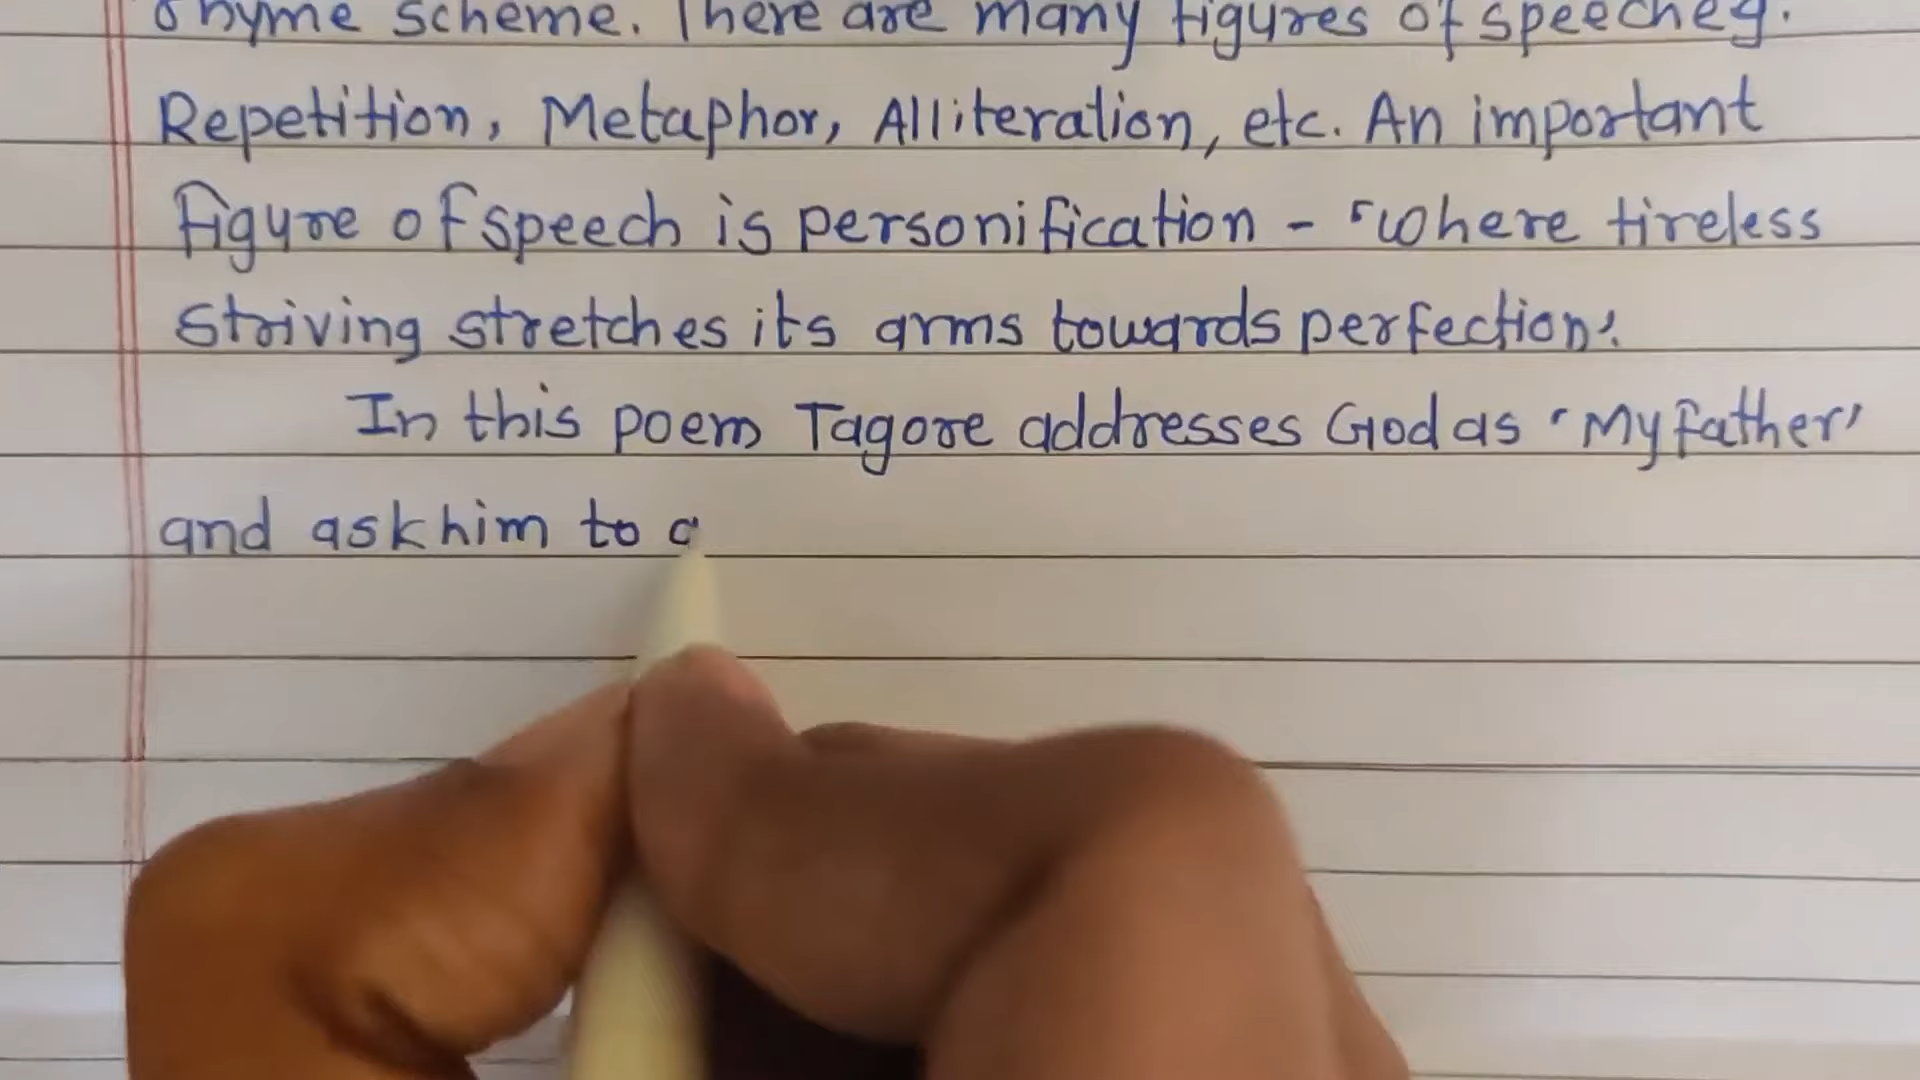 rhyme scheme. There are many figures of speeches.
Repetition, Metaphor, Alliteration, etc. An important
figure of speech is personification - 'Where tireless
striving stretches its arms towards perfection'.
In this poem Tagore addresses God as 'My father'
and ask him to a